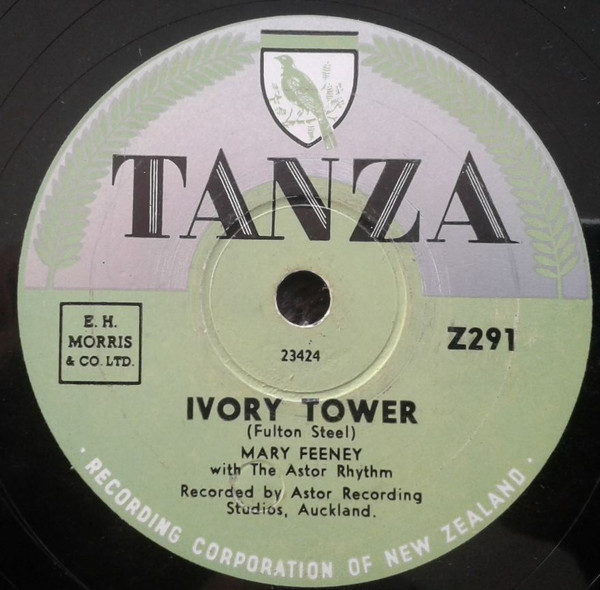 TANZA
E. H.
MORRIS
& CO. LTD.
Z291
23424
IVORY TOWER
(Fulton Steel)
MARY FEENEY
with The Astor Rhythm
Recorded by Astor Recording
Studios, Auckland.
· RECORDING CORPORATION OF NEW ZEALAND ·